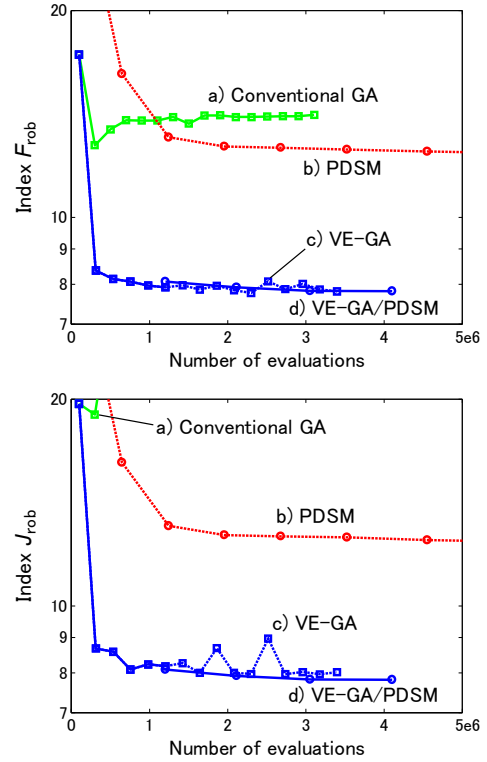 20
a) Conventional GA
b) PDSM
Index F_rob
10
9
c) VE-GA
8
d) VE-GA/PDSM
7
0 1 2 3 4 5e6
Number of evaluations
20
a) Conventional GA
b) PDSM
Index J_rob
10
9
c) VE-GA
8
d) VE-GA/PDSM
7
0 1 2 3 4 5e6
Number of evaluations